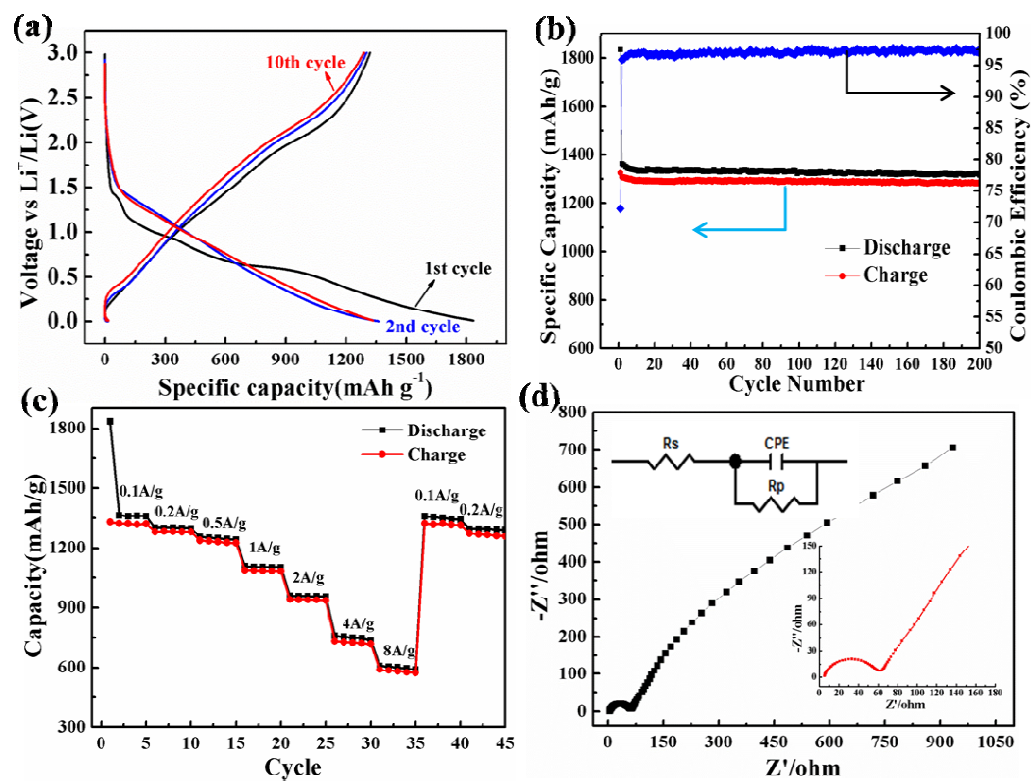 (a)
3.0
2.5
2.0
1.5
1.0
0.5
0.0
Voltage vs Li⁺/Li(V)
10th cycle
1st cycle
2nd cycle
0 300 600 900 1200 1500 1800
Specific capacity(mAh g⁻¹)
(b)
1800
1600
1400
1200
1000
800
600
Specific Capacity (mAh/g)
Discharge
Charge
100
95
90
85
80
75
70
65
60
55
50
Coulombic Efficiency (%)
0 20 40 60 80 100 120 140 160 180 200
Cycle Number
(c)
1800
1500
1200
900
600
300
Capacity(mAh/g)
Discharge
Charge
0.1A/g
0.2A/g
0.5A/g
1A/g
2A/g
4A/g
8A/g
0.1A/g
0.2A/g
0 5 10 15 20 25 30 35 40 45
Cycle
(d)
800
700
600
500
400
300
200
100
0
-Z''/ohm
Rs
CPE
Rp
150
120
90
60
30
0
-Z''/ohm
0 20 40 60 80 100 120 140 160 180
Z'/ohm
0 150 300 450 600 750 900 1050
Z'/ohm